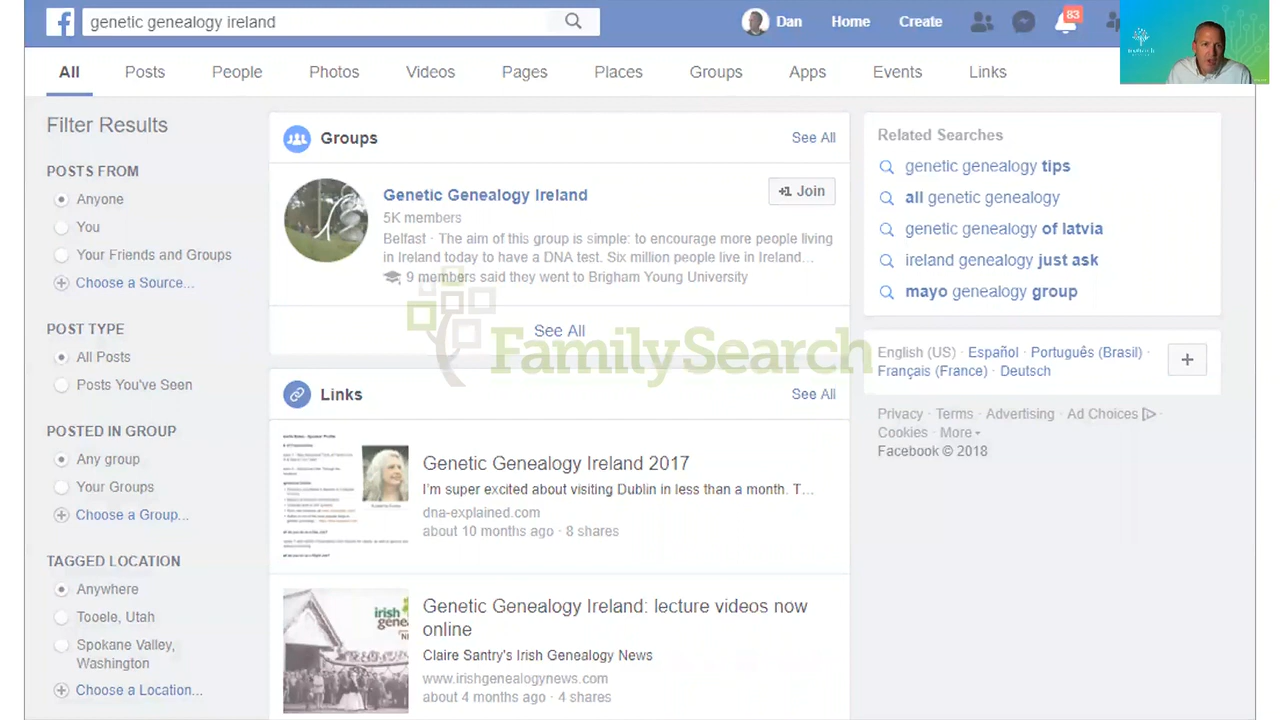 genetic genealogy ireland
Dan
Home
Create
83
All
Posts
People
Photos
Videos
Pages
Places
Groups
Apps
Events
Links
Filter Results
POSTS FROM
Anyone
You
Your Friends and Groups
Choose a Source...
POST TYPE
All Posts
Posts You've Seen
POSTED IN GROUP
Any group
Your Groups
Choose a Group...
TAGGED LOCATION
Anywhere
Tooele, Utah
Spokane Valley,
Washington
Choose a Location...
Groups
See All
Genetic Genealogy Ireland
+1 Join
5K members
Belfast · The aim of this group is simple: to encourage more people living
in Ireland today to have a DNA test. Six million people live in Ireland...
9 members said they went to Brigham Young University
See All
FamilySearch
Links
See All
Genetic Genealogy Ireland 2017
I'm super excited about visiting Dublin in less than a month. T...
dna-explained.com
about 10 months ago · 8 shares
irish
gene
Genetic Genealogy Ireland: lecture videos now
online
Claire Santry's Irish Genealogy News
www.irishgenealogynews.com
about 4 months ago · 4 shares
Related Searches
genetic genealogy tips
all genetic genealogy
genetic genealogy of latvia
ireland genealogy just ask
mayo genealogy group
English (US) · Español · Português (Brasil) ·
Français (France) · Deutsch
+
Privacy · Terms · Advertising · Ad Choices ·
Cookies · More
Facebook © 2018